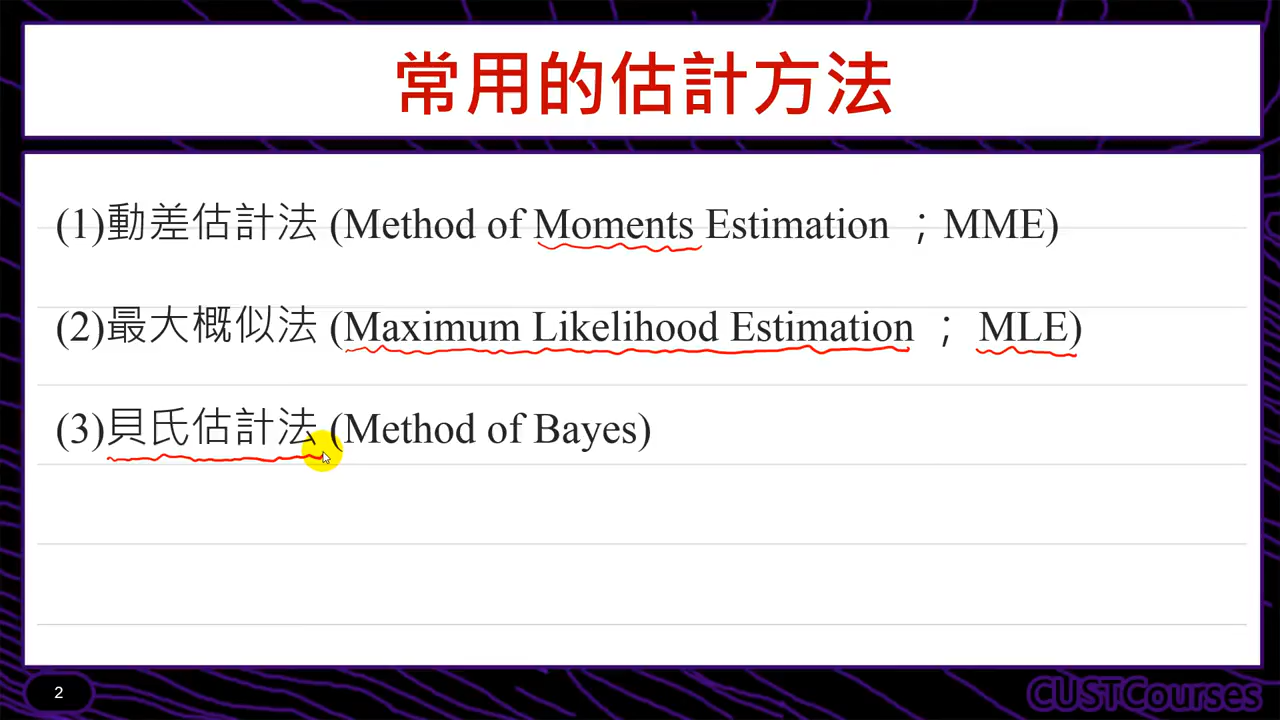 常用的估計方法
(1)動差估計法 (Method of Moments Estimation ；MME)
(2)最大概似法 (Maximum Likelihood Estimation ； MLE)
(3)貝氏估計法 (Method of Bayes)
2
CUSTCourses